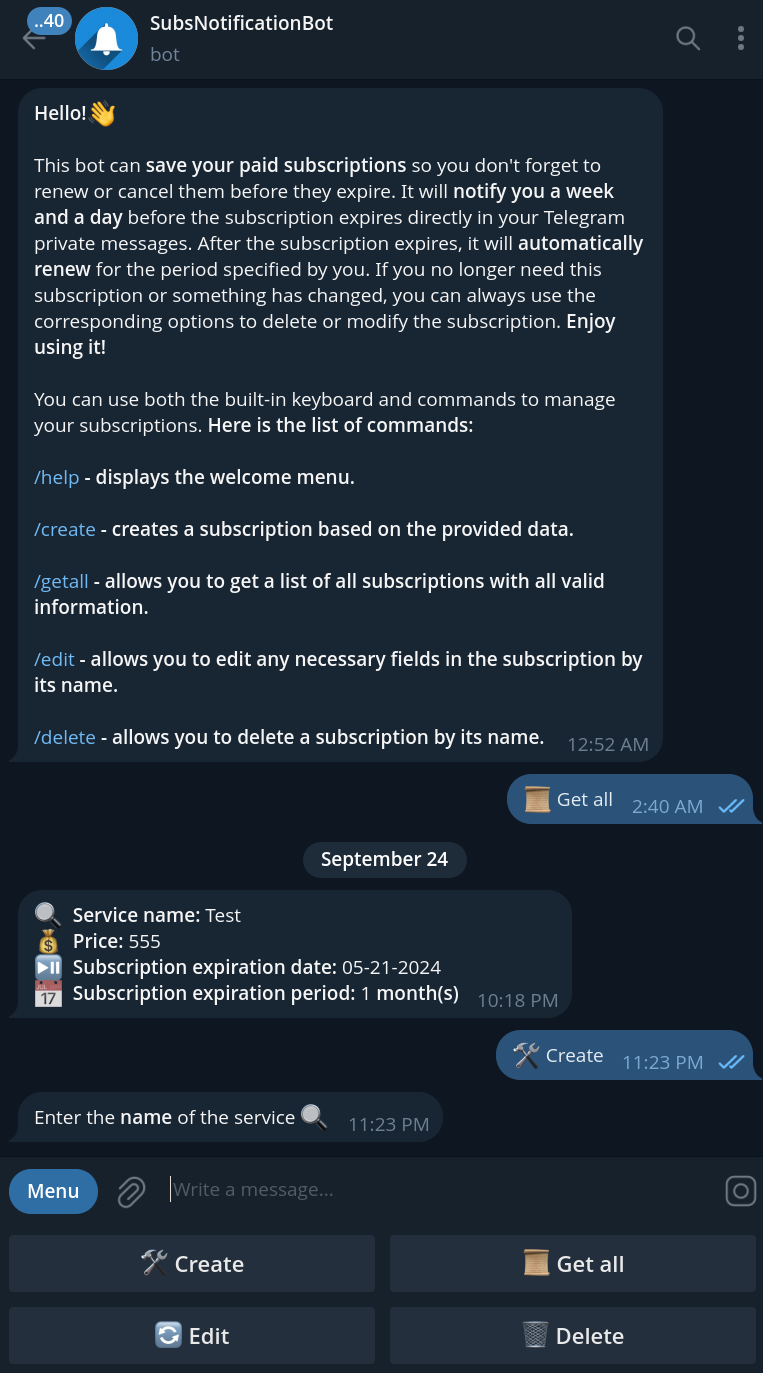 ..40
SubsNotificationBot
bot
Hello!👋
This bot can save your paid subscriptions so you don't forget to
renew or cancel them before they expire. It will notify you a week
and a day before the subscription expires directly in your Telegram
private messages. After the subscription expires, it will automatically
renew for the period specified by you. If you no longer need this
subscription or something has changed, you can always use the
corresponding options to delete or modify the subscription. Enjoy
using it!
You can use both the built-in keyboard and commands to manage
your subscriptions. Here is the list of commands:
/help - displays the welcome menu.
/create - creates a subscription based on the provided data.
/getall - allows you to get a list of all subscriptions with all valid
information.
/edit - allows you to edit any necessary fields in the subscription by
its name.
/delete - allows you to delete a subscription by its name. 12:52 AM
📜 Get all 2:40 AM
September 24
🔍 Service name: Test
💰 Price: 555
⏯ Subscription expiration date: 05-21-2024
📅 Subscription expiration period: 1 month(s) 10:18 PM
🛠 Create 11:23 PM
Enter the name of the service 🔍 11:23 PM
Menu Write a message...
🛠 Create 📜 Get all
🔄 Edit 🗑 Delete